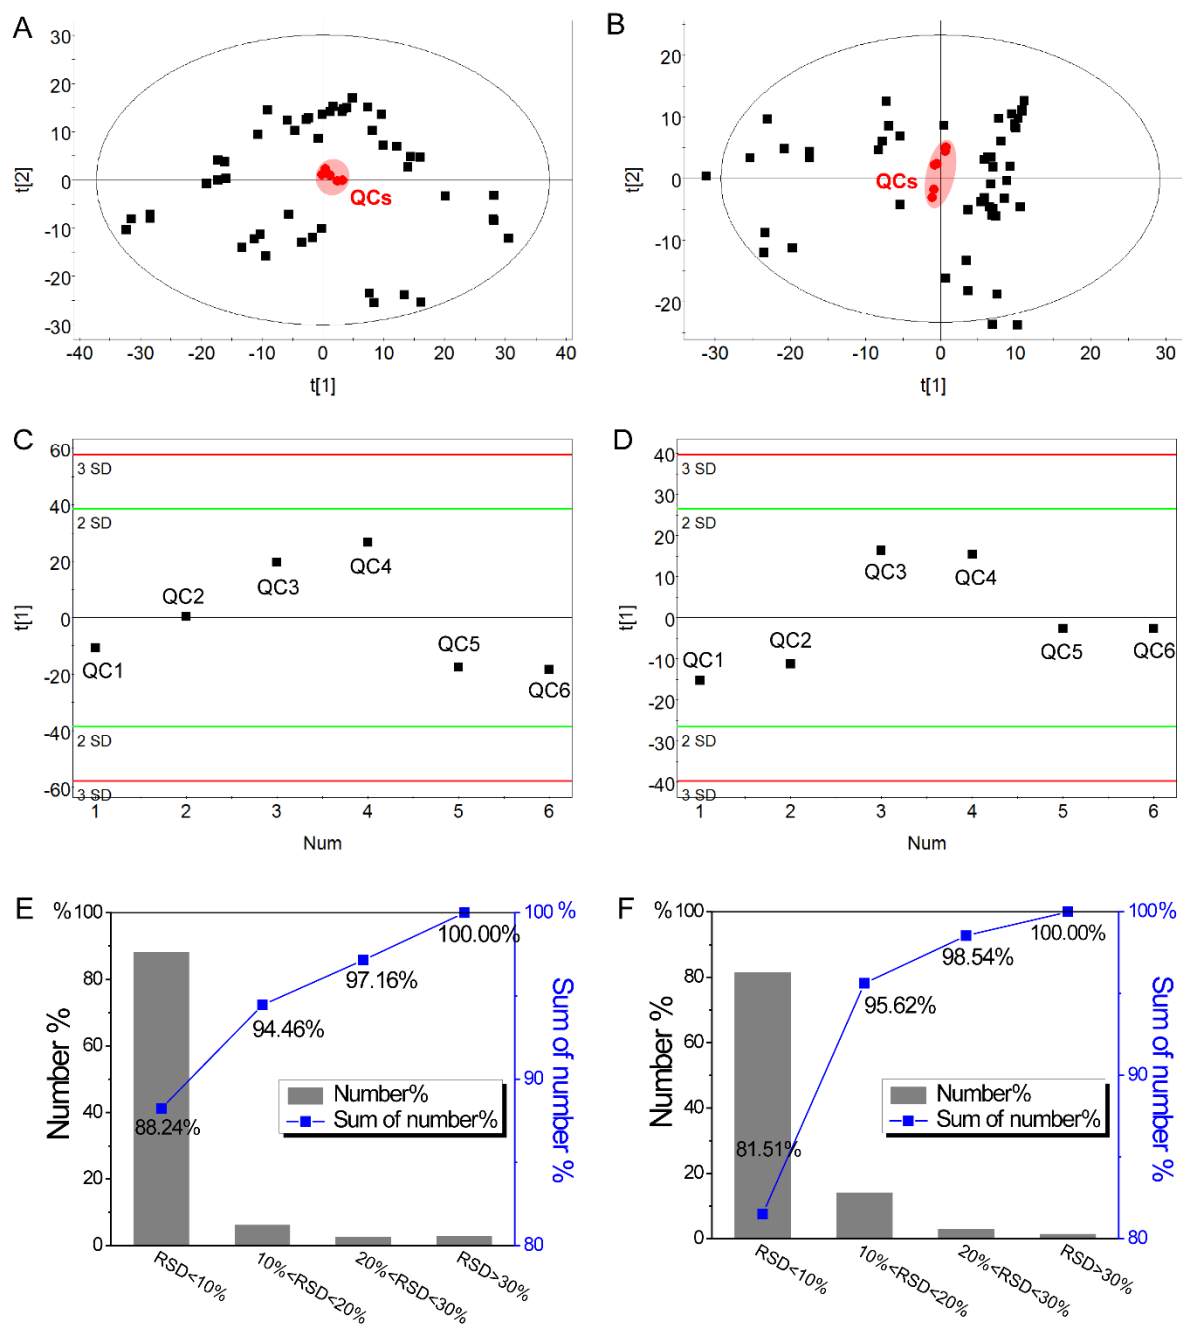 A
30
20
10
0
-10
-20
-30
t[2]
QCs
-40 -30 -20 -10 0 10 20 30 40
t[1]
B
20
10
0
-10
-20
t[2]
QCs
-30 -20 -10 0 10 20 30
t[1]
C
60
40
20
0
-20
-40
-60
t[1]
3 SD
2 SD
QC1
QC2
QC3
QC4
QC5
QC6
2 SD
3 SD
1 2 3 4 5 6
Num
D
40
30
20
10
0
-10
-20
-30
-40
t[1]
3 SD
2 SD
QC1
QC2
QC3
QC4
QC5
QC6
2 SD
3 SD
1 2 3 4 5 6
Num
E
%100
80
60
40
20
0
Number %
88.24%
94.46%
97.16%
100.00%
Number%
Sum of number%
100 %
90
80
Sum of number %
RSD<10%
10%<RSD<20%
20%<RSD<30%
RSD>30%
F
%100
80
60
40
20
0
Number %
81.51%
95.62%
98.54%
100.00%
Number%
Sum of number%
100%
90
80
Sum of number %
RSD<10%
10%<RSD<20%
20%<RSD<30%
RSD>30%